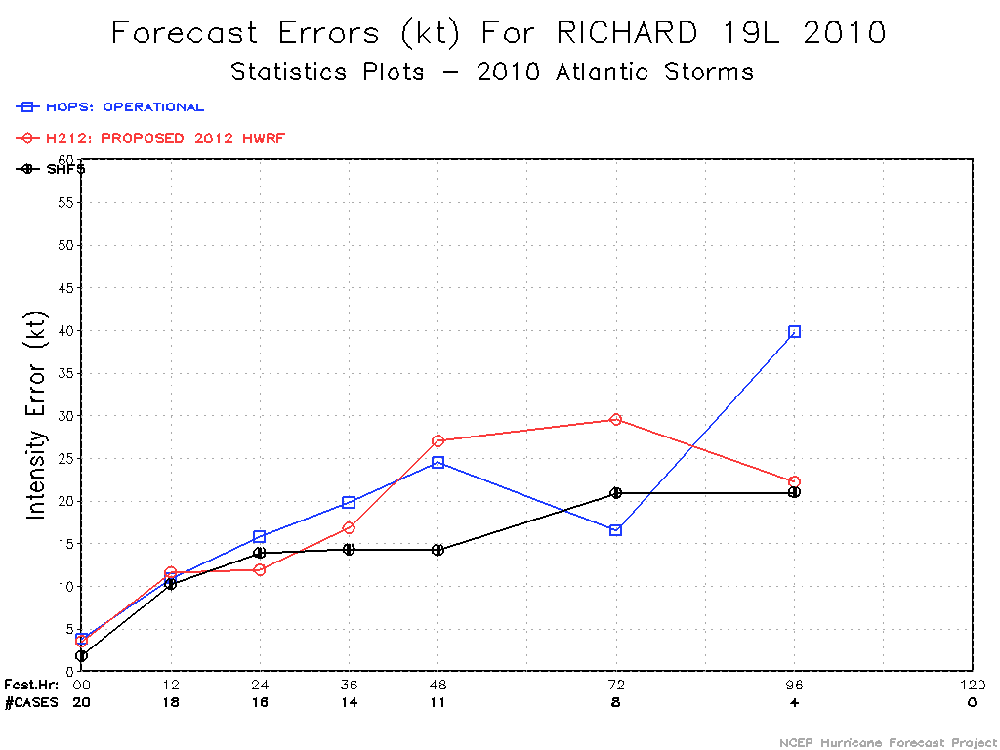 Forecast Errors (kt) For RICHARD 19L 2010
Statistics Plots – 2010 Atlantic Storms
HOPS: OPERATIONAL
H212: PROPOSED 2012 HWRF
SHF5
60
55
50
45
40
35
30
25
20
15
10
5
0
Intensity Error (kt)
Fcst.Hr: 00 12 24 36 48 72 96 120
#CASES 20 18 16 14 11 8 4 0
NCEP Hurricane Forecast Project